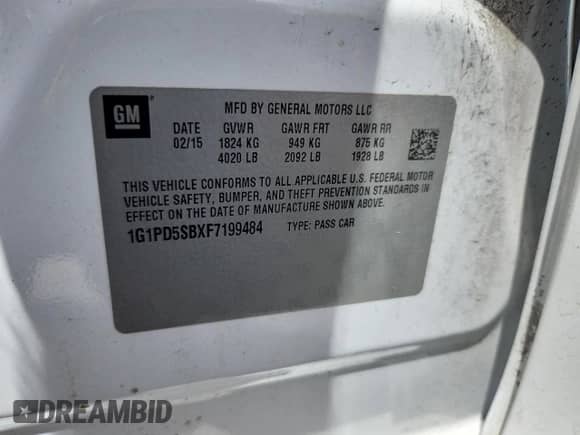 GM
MFD BY GENERAL MOTORS LLC
DATE GVWR GAWR FRT GAWR RR
02/15 1824 KG 949 KG 875 KG
4020 LB 2092 LB 1928 LB
THIS VEHICLE CONFORMS TO ALL APPLICABLE U.S. FEDERAL MOTOR
VEHICLE SAFETY, BUMPER, AND THEFT PREVENTION STANDARDS IN
EFFECT ON THE DATE OF MANUFACTURE SHOWN ABOVE.
1G1PD5SBXF7199484 TYPE: PASS CAR
DREAMBID